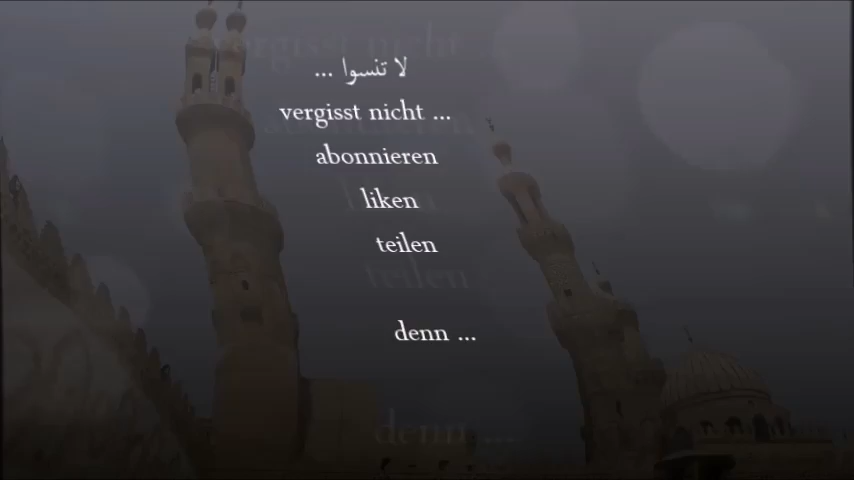 لا تنسوا ...
vergisst nicht ...
abonnieren
liken
teilen
denn ...